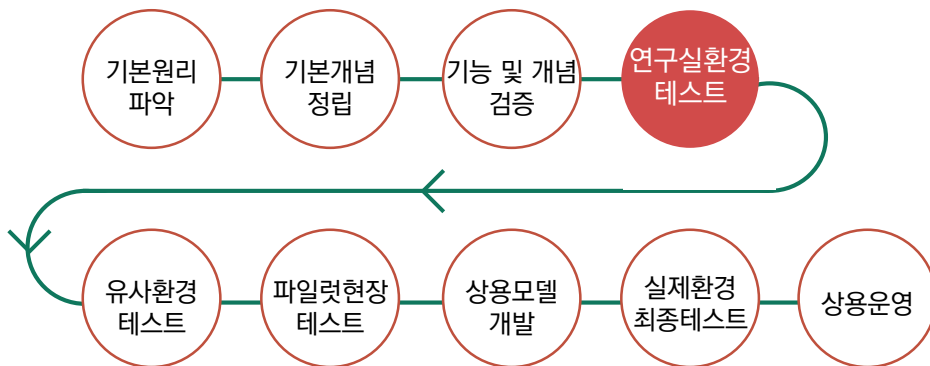 기본원리
파악
기본개념
정립
기능 및 개념
검증
연구실환경
테스트
유사환경
테스트
파일럿현장
테스트
상용모델
개발
실제환경
최종테스트
상용운영